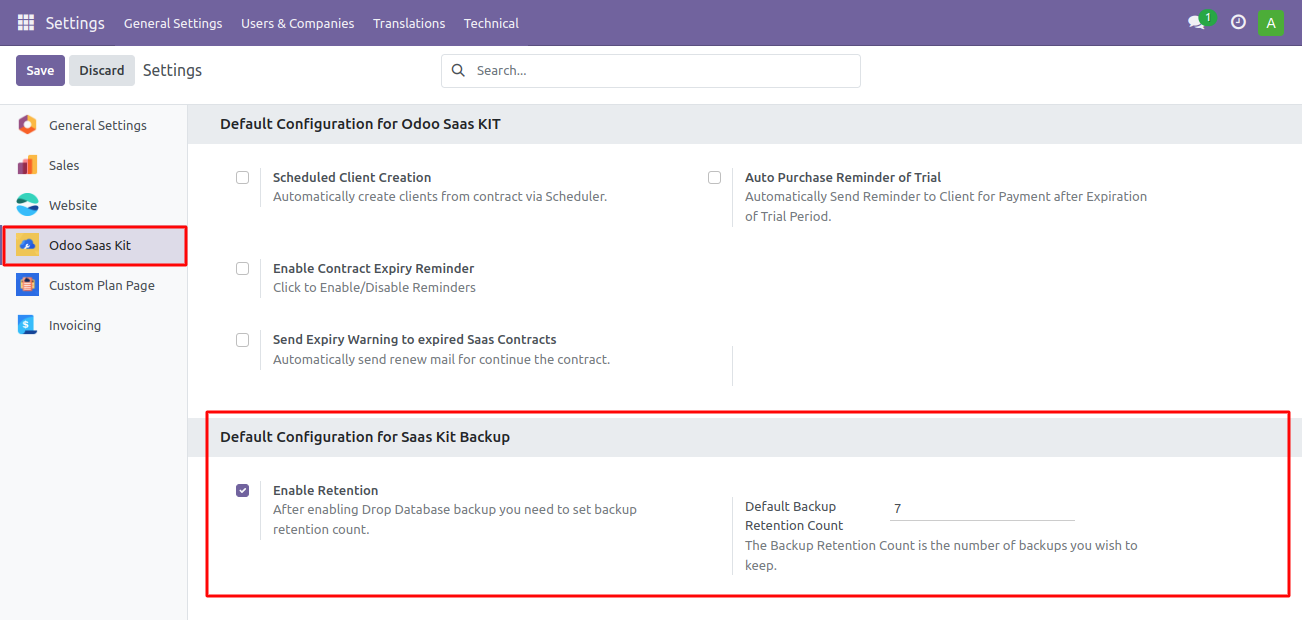 Settings General Settings Users & Companies Translations Technical 1 A
Save Discard Settings Search...
General Settings
Sales
Website
Odoo Saas Kit
Custom Plan Page
Invoicing
Default Configuration for Odoo Saas KIT
Scheduled Client Creation
Automatically create clients from contract via Scheduler.
Auto Purchase Reminder of Trial
Automatically Send Reminder to Client for Payment after Expiration
of Trial Period.
Enable Contract Expiry Reminder
Click to Enable/Disable Reminders
Send Expiry Warning to expired Saas Contracts
Automatically send renew mail for continue the contract.
Default Configuration for Saas Kit Backup
Enable Retention
After enabling Drop Database backup you need to set backup
retention count.
Default Backup
Retention Count
7
The Backup Retention Count is the number of backups you wish to
keep.